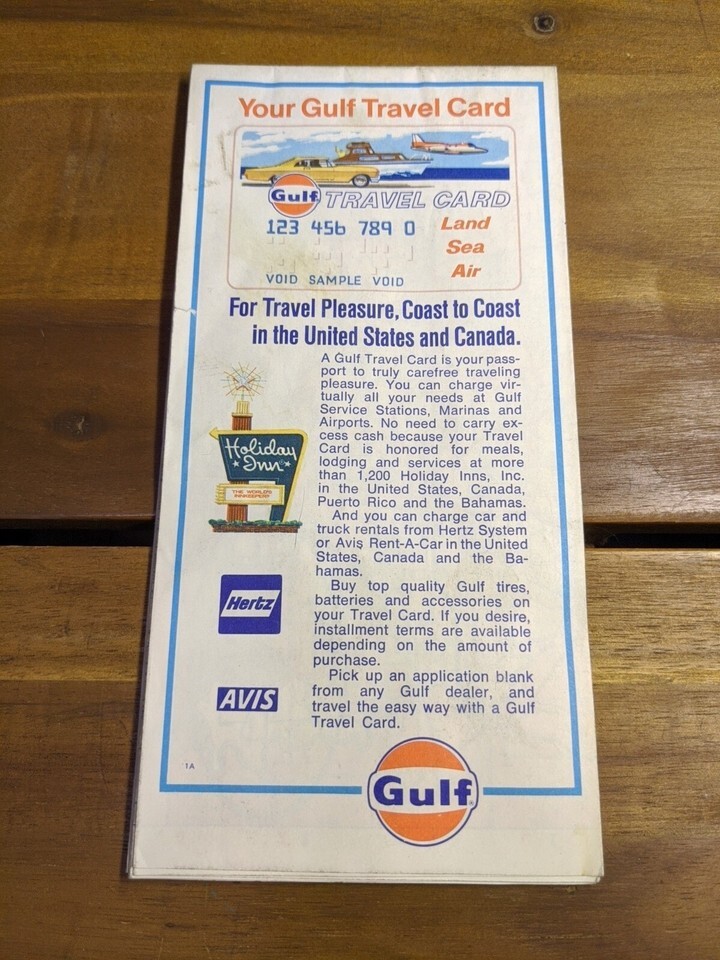 Your Gulf Travel Card
Gulf TRAVEL CARD
123 456 789 0
Land
Sea
Air
VOID SAMPLE VOID
For Travel Pleasure, Coast to Coast
in the United States and Canada.
A Gulf Travel Card is your pass-
port to truly carefree traveling
pleasure. You can charge vir-
tually all your needs at Gulf
Service Stations, Marinas and
Airports. No need to carry ex-
cess cash because your Travel
Card is honored for meals,
lodging and services at more
than 1,200 Holiday Inns, Inc.
in the United States, Canada,
Puerto Rico and the Bahamas.
And you can charge car and
truck rentals from Hertz System
or Avis Rent-A-Car in the United
States, Canada and the Ba-
hamas.
Buy top quality Gulf tires,
batteries and accessories on
your Travel Card. If you desire,
installment terms are available
depending on the amount of
purchase.
Pick up an application blank
from any Gulf dealer, and
travel the easy way with a Gulf
Travel Card.
Holiday
Inn®
THE WORLD'S
INNKEEPER®
Hertz
AVIS
1A
Gulf®